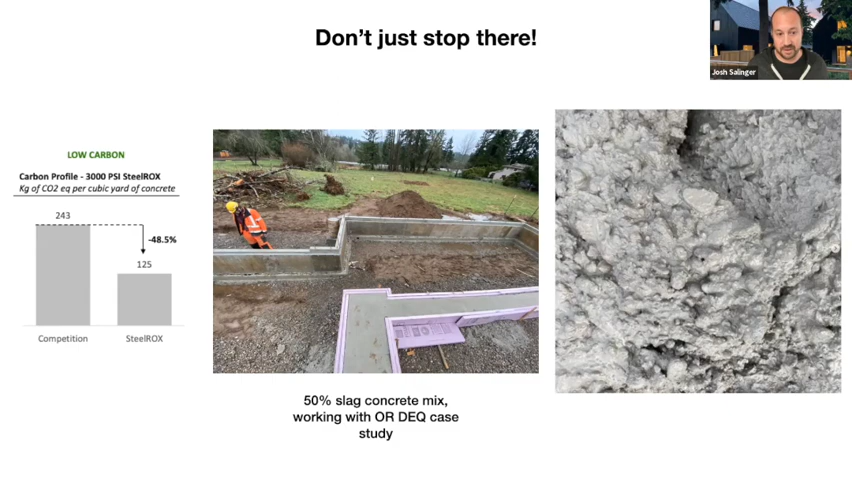 Don’t just stop there!
Josh Salinger
LOW CARBON
Carbon Profile - 3000 PSI SteelROX
Kg of CO2 eq per cubic yard of concrete
243
-48.5%
125
Competition
SteelROX
50% slag concrete mix,
working with OR DEQ case
study